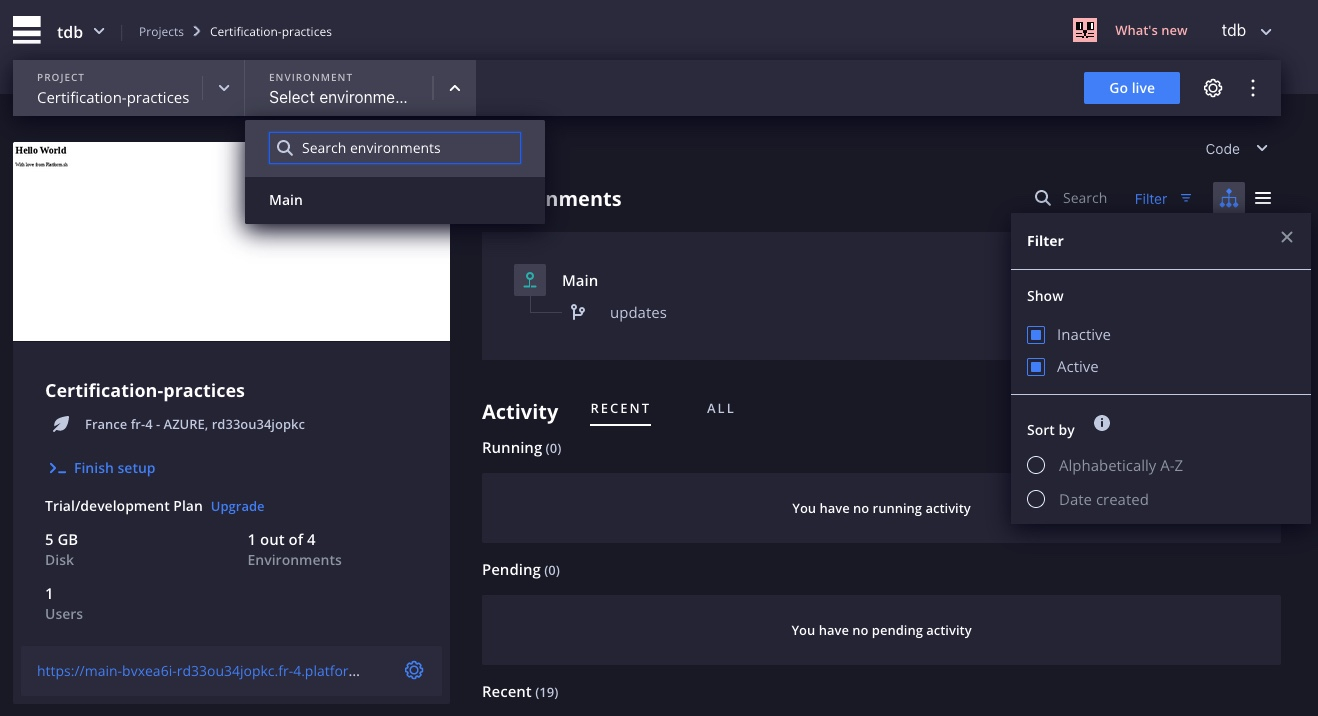 tdb
Projects
Certification-practices
What's new
tdb
PROJECT
Certification-practices
ENVIRONMENT
Select environme...
Go live
Search environments
Main
Hello World
With love from Platform.sh
Code
nments
Search
Filter
Main
updates
Filter
Show
Inactive
Active
Sort by
Alphabetically A-Z
Date created
Certification-practices
France fr-4 - AZURE, rd33ou34jopkc
Finish setup
Trial/development Plan Upgrade
5 GB
Disk
1 out of 4
Environments
1
Users
https://main-bvxea6i-rd33ou34jopkc.fr-4.platfor...
Activity
RECENT
ALL
Running (0)
You have no running activity
Pending (0)
You have no pending activity
Recent (19)